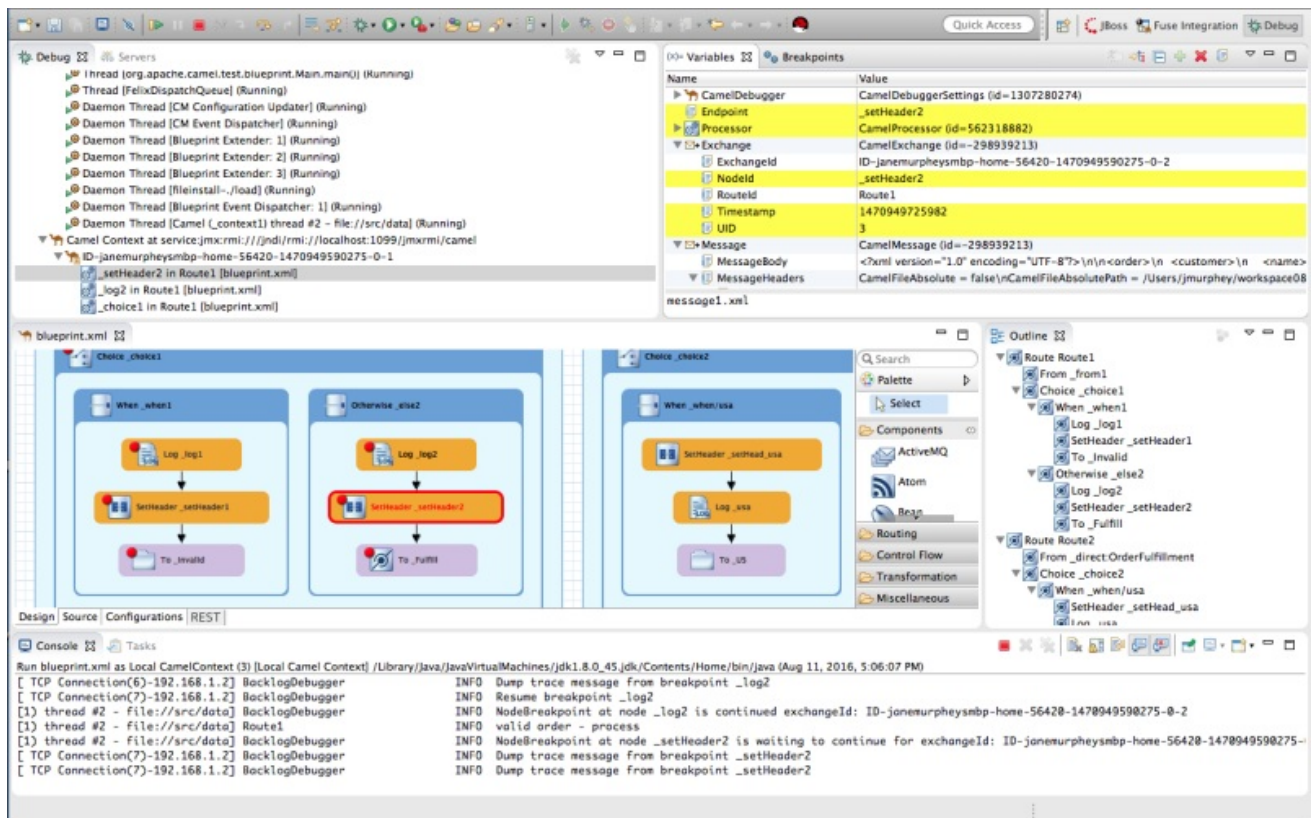 Quick Access
JBoss
Fuse Integration
Debug
Debug
Servers
Thread [org.apache.camel.test.blueprint.Main.main()] (Running)
Thread [FelixDispatchQueue] (Running)
Daemon Thread [CM Configuration Updater] (Running)
Daemon Thread [CM Event Dispatcher] (Running)
Daemon Thread [Blueprint Extender: 1] (Running)
Daemon Thread [Blueprint Extender: 2] (Running)
Daemon Thread [Blueprint Extender: 3] (Running)
Daemon Thread [fileinstall-./load] (Running)
Daemon Thread [Blueprint Event Dispatcher: 1] (Running)
Daemon Thread [Camel (_context1) thread #2 - file://src/data] (Running)
Camel Context at service:jmx:rmi:///jndi/rmi://localhost:1099/jmxrmi/camel
ID-janemurpheysmbp-home-56420-1470949590275-0-1
_setHeader2 in Route1 [blueprint.xml]
_log2 in Route1 [blueprint.xml]
_choice1 in Route1 [blueprint.xml]
(x)= Variables
Breakpoints
Name Value
CamelDebugger CamelDebuggerSettings (id=1307280274)
Endpoint _setHeader2
Processor CamelProcessor (id=562318882)
Exchange CamelExchange (id=-298939213)
ExchangeId ID-janemurpheysmbp-home-56420-1470949590275-0-2
NodeId _setHeader2
RouteId Route1
Timestamp 1470949725982
UID 3
Message CamelMessage (id=-298939213)
MessageBody <?xml version="1.0" encoding="UTF-8"?>\n\n<order>\n <customer>\n <name>
MessageHeaders CamelFileAbsolute = false\nCamelFileAbsolutePath = /Users/jmurphey/workspace08
message1.xml
blueprint.xml
Choice _choice1
When _when1
Log _log1
SetHeader _setHeader1
To _Invalid
Otherwise _else2
Log _log2
SetHeader _setHeader2
To _Fulfill
Choice _choice2
When _when/usa
SetHeader _setHead_usa
Log _usa
To _US
Search
Palette
Select
Components
ActiveMQ
Atom
Bean
Routing
Control Flow
Transformation
Miscellaneous
Design Source Configurations REST
Outline
Route Route1
From _from1
Choice _choice1
When _when1
Log _log1
SetHeader _setHeader1
To _Invalid
Otherwise _else2
Log _log2
SetHeader _setHeader2
To _Fulfill
Route Route2
From _direct:OrderFulfillment
Choice _choice2
When _when/usa
SetHeader _setHead_usa
Log _usa
Console
Tasks
Run blueprint.xml as Local CamelContext (3) [Local Camel Context] /Library/Java/JavaVirtualMachines/jdk1.8.0_45.jdk/Contents/Home/bin/java (Aug 11, 2016, 5:06:07 PM)
[ TCP Connection(6)-192.168.1.2] BacklogDebugger INFO Dump trace message from breakpoint _log2
[ TCP Connection(7)-192.168.1.2] BacklogDebugger INFO Resume breakpoint _log2
[1) thread #2 - file://src/data] BacklogDebugger INFO NodeBreakpoint at node _log2 is continued exchangeId: ID-janemurpheysmbp-home-56420-1470949590275-0-2
[1) thread #2 - file://src/data] Route1 INFO valid order - process
[1) thread #2 - file://src/data] BacklogDebugger INFO NodeBreakpoint at node _setHeader2 is waiting to continue for exchangeId: ID-janemurpheysmbp-home-56420-1470949590275-
[ TCP Connection(7)-192.168.1.2] BacklogDebugger INFO Dump trace message from breakpoint _setHeader2
[ TCP Connection(7)-192.168.1.2] BacklogDebugger INFO Dump trace message from breakpoint _setHeader2